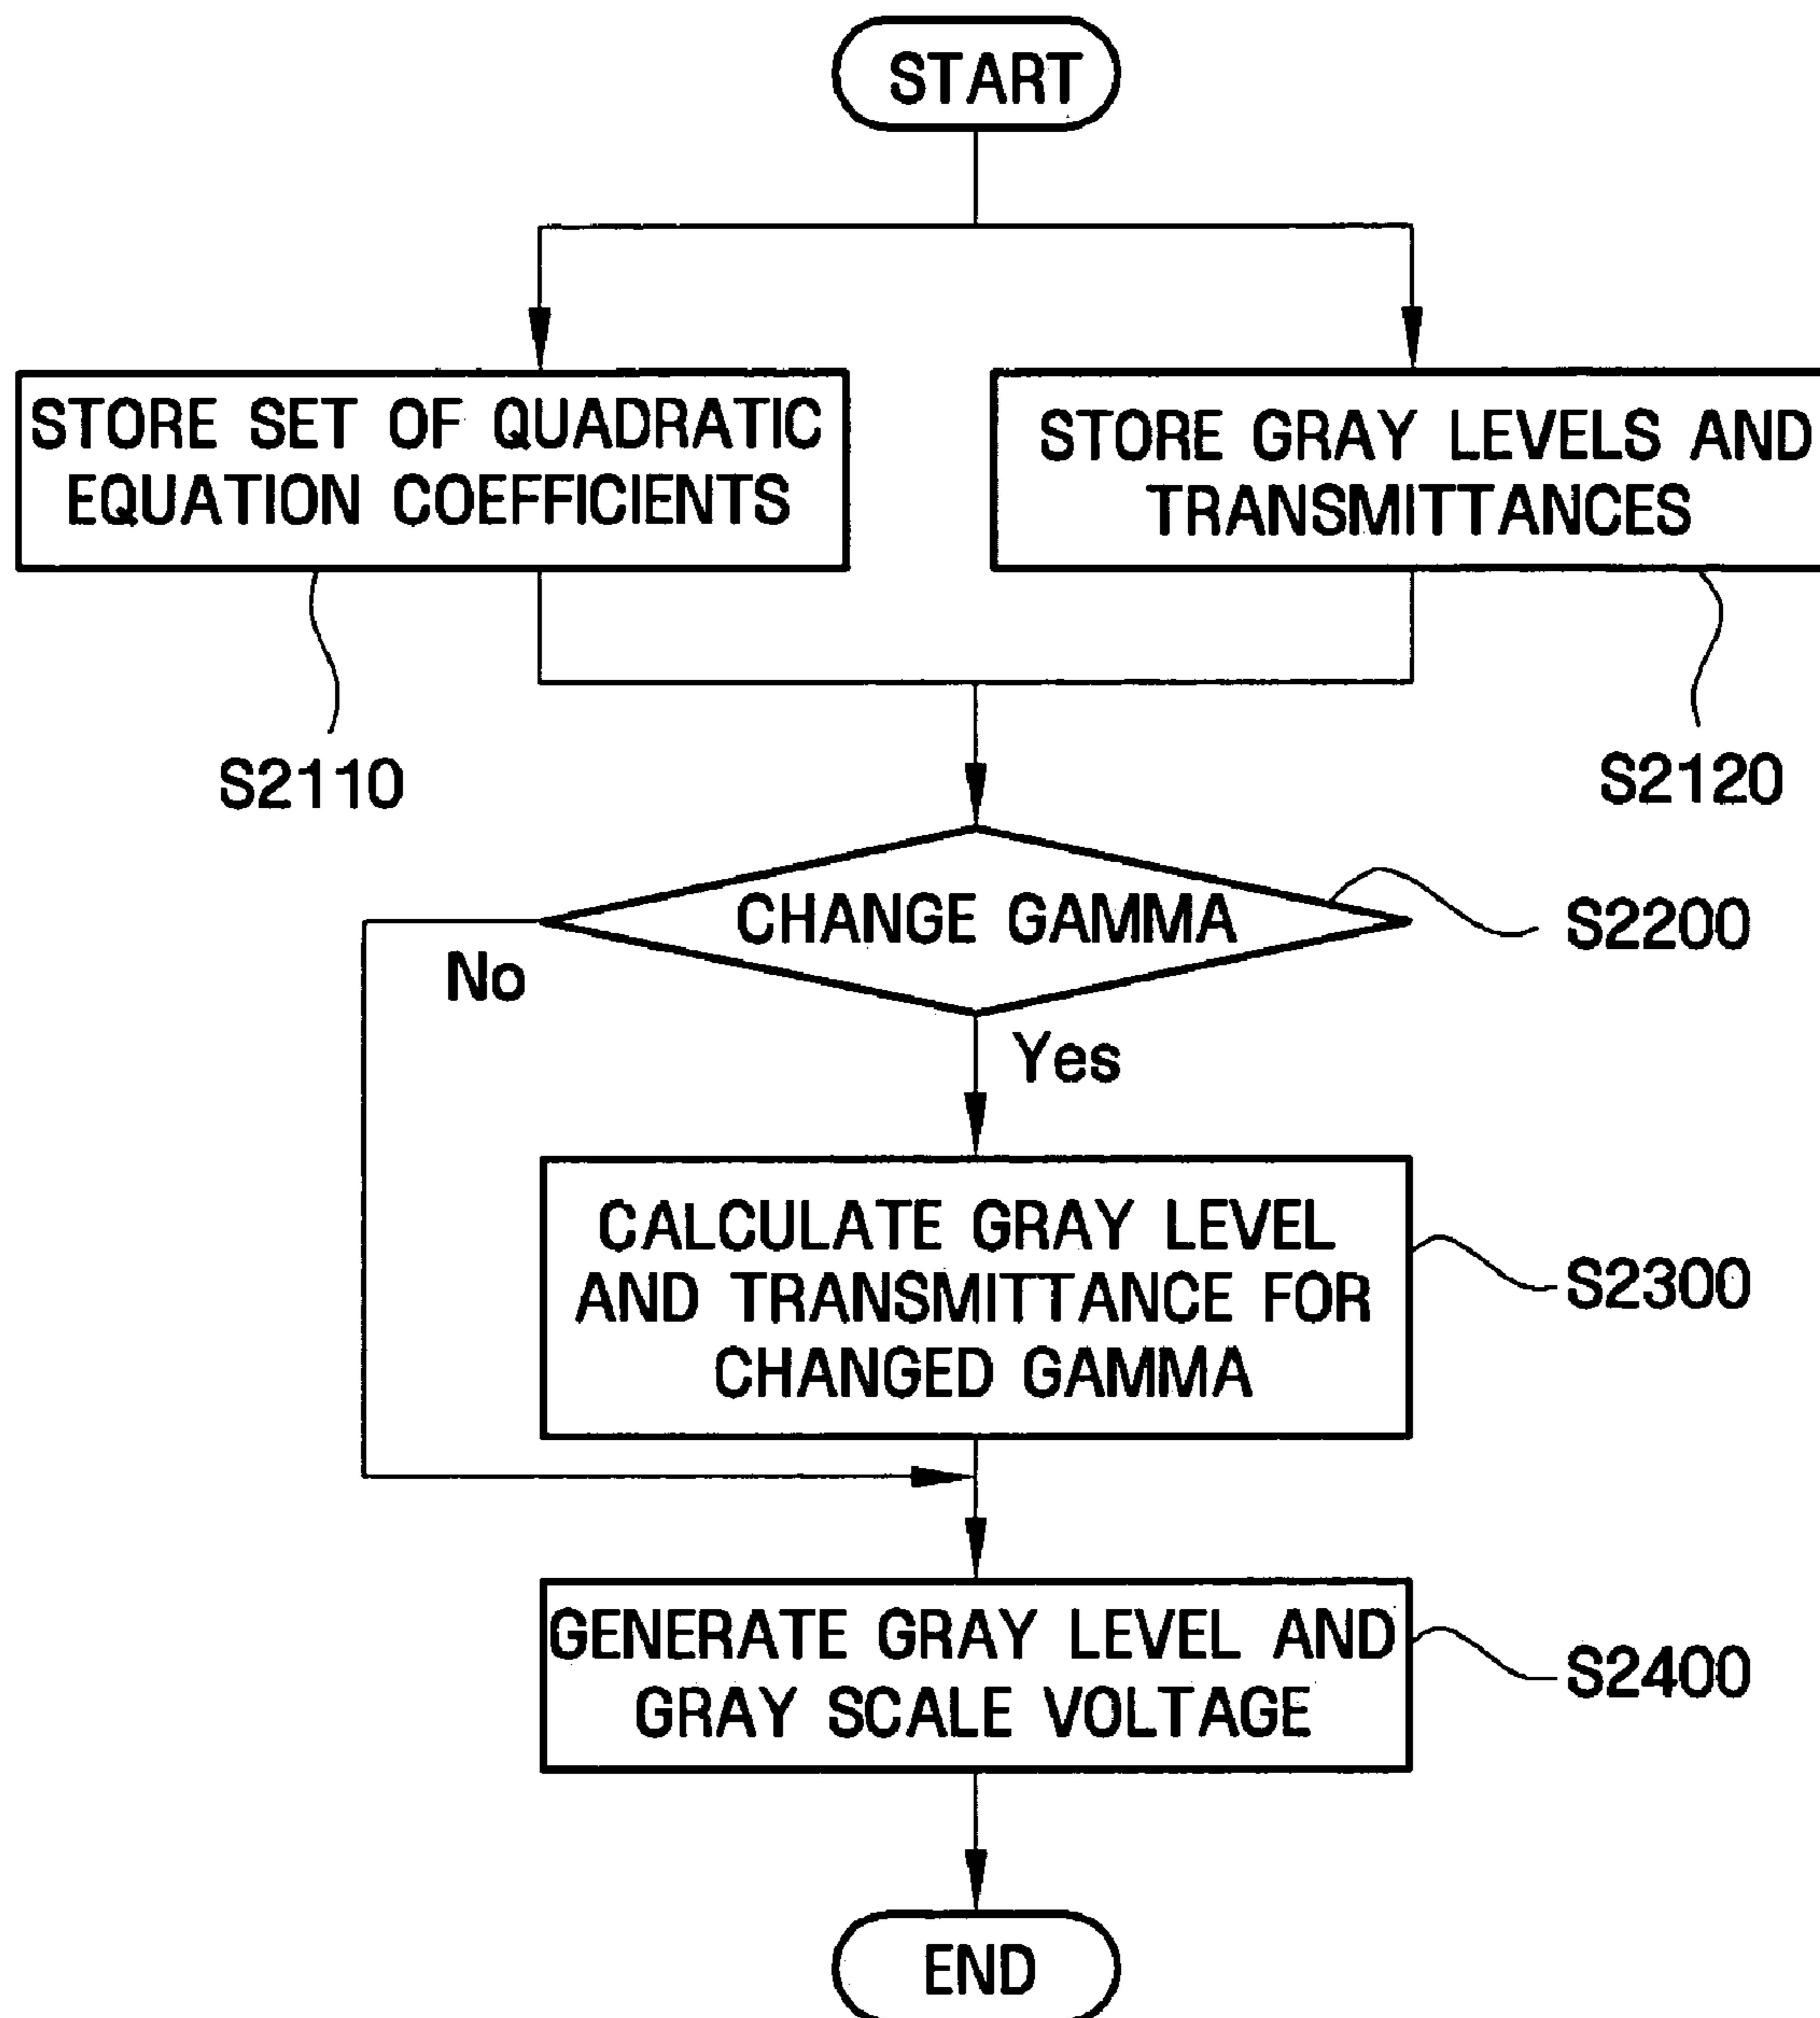 START
STORE SET OF QUADRATIC
EQUATION COEFFICIENTS
STORE GRAY LEVELS AND
TRANSMITTANCES
S2110
S2120
CHANGE GAMMA
S2200
No
Yes
CALCULATE GRAY LEVEL
AND TRANSMITTANCE FOR
CHANGED GAMMA
S2300
GENERATE GRAY LEVEL AND
GRAY SCALE VOLTAGE
S2400
END